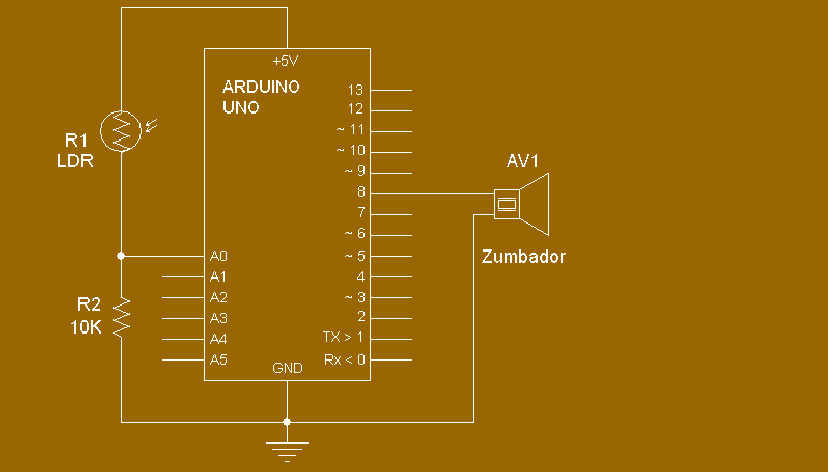 +5V
ARDUINO
UNO
13
12
~ 11
~ 10
~ 9
8
7
~ 6
~ 5
4
~ 3
2
TX > 1
Rx < 0
A0
A1
A2
A3
A4
A5
GND
R1
LDR
R2
10K
AV1
Zumbador